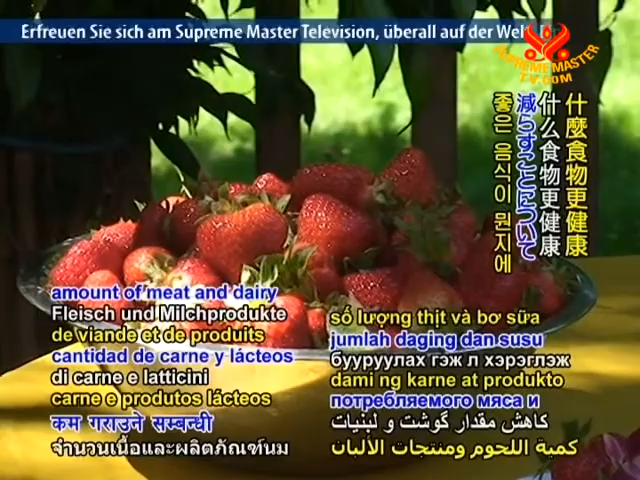 Erfreuen Sie sich am Supreme Master Television, überall auf der Welt
SUPREME MASTER
TV.COM
什麼食物更健康
什么食物更健康
減らすことについて
좋은 음식이 뭔지에
amount of meat and dairy
Fleisch und Milchprodukte
de viande et de produits
cantidad de carne y lácteos
di carne e latticini
carne e produtos lácteos
कम गराउने सम्बन्धी
จำนวนเนื้อและผลิตภัณฑ์นม
số lượng thịt và bơ sữa
jumlah daging dan susu
бууруулах гэж л хэрэглэж
dami ng karne at produkto
потребляемого мяса и
کاهش مقدار گوشت و لبنیات
كمية اللحوم ومنتجات الألبان